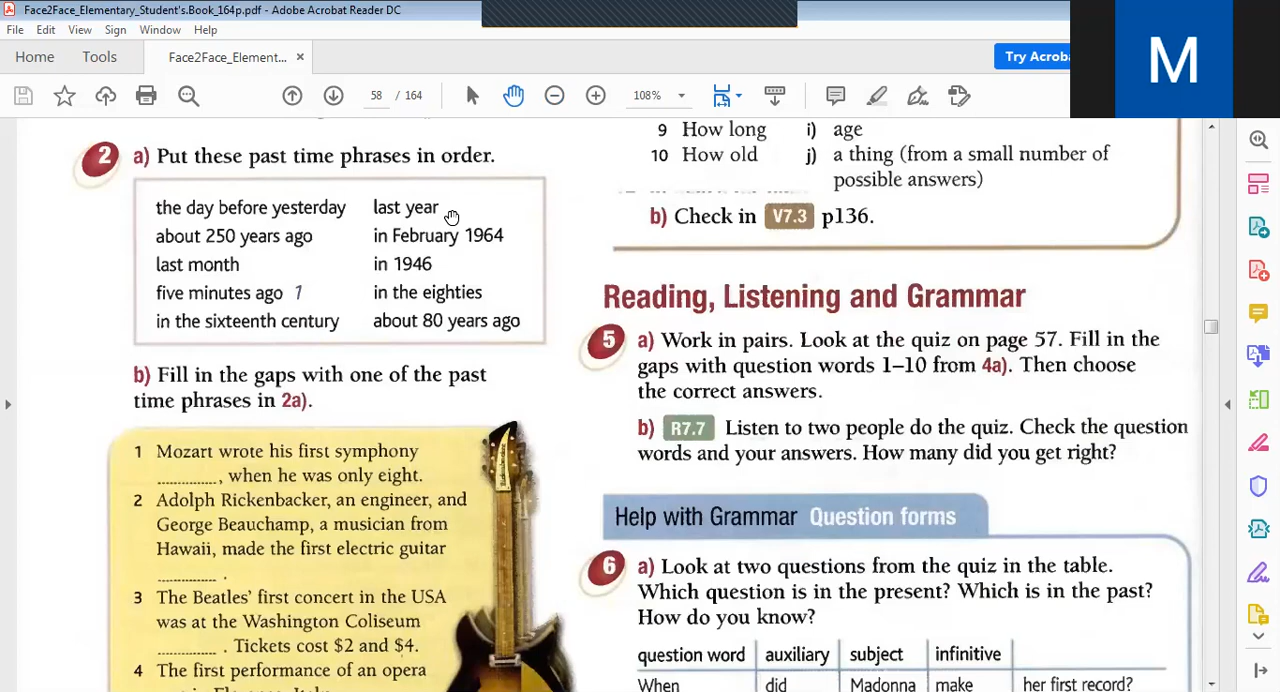 Face2Face_Elementary_Student's.Book_164p.pdf - Adobe Acrobat Reader DC
File Edit View Sign Window Help
Home Tools Face2Face_Element... × Try Acroba
58 / 164 108%
M
2 a) Put these past time phrases in order.
the day before yesterday last year
about 250 years ago in February 1964
last month in 1946
five minutes ago 1 in the eighties
in the sixteenth century about 80 years ago
b) Fill in the gaps with one of the past
time phrases in 2a).
1 Mozart wrote his first symphony
............... , when he was only eight.
2 Adolph Rickenbacker, an engineer, and
George Beauchamp, a musician from
Hawaii, made the first electric guitar
............... .
3 The Beatles' first concert in the USA
was at the Washington Coliseum
............... . Tickets cost $2 and $4.
4 The first performance of an opera
9 How long i) age
10 How old j) a thing (from a small number of
possible answers)
b) Check in V7.3 p136.
Reading, Listening and Grammar
5 a) Work in pairs. Look at the quiz on page 57. Fill in the
gaps with question words 1–10 from 4a). Then choose
the correct answers.
b) R7.7 Listen to two people do the quiz. Check the question
words and your answers. How many did you get right?
Help with Grammar Question forms
6 a) Look at two questions from the quiz in the table.
Which question is in the present? Which is in the past?
How do you know?
question word auxiliary subject infinitive
When did Madonna make her first record?